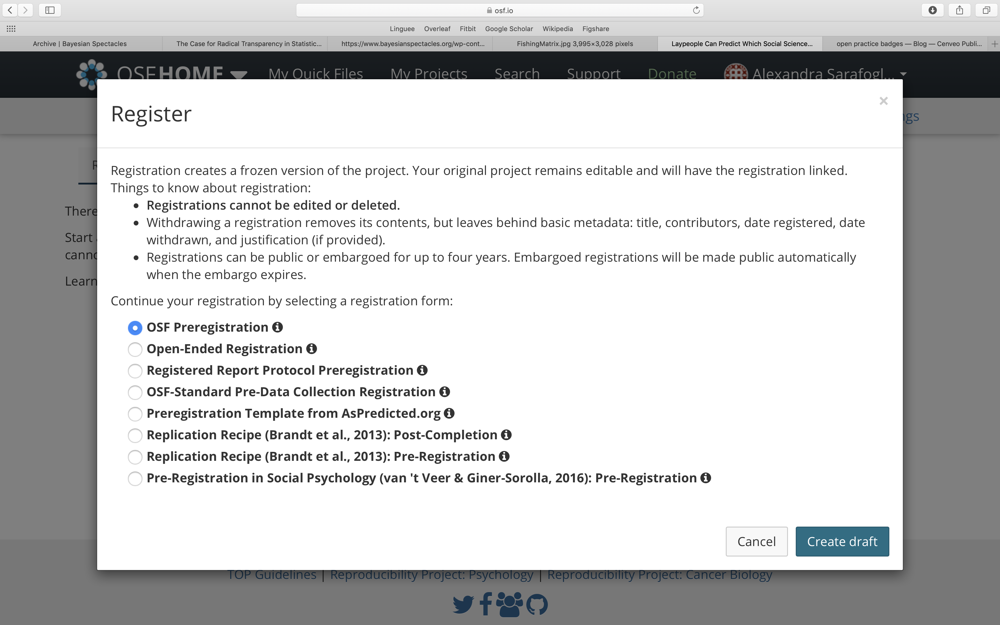 osf.io
Linguee Overleaf Fitbit Google Scholar Wikipedia Figshare
Archive | Bayesian Spectacles The Case for Radical Transparency in Statistic... https://www.bayesianspectacles.org/wp-cont... FishingMatrix.jpg 3,995×3,028 pixels Laypeople Can Predict Which Social Science... open practice badges — Blog — Cenveo Publi...
OSFHOME My Quick Files My Projects Search Support Donate Alexandra Sarafogl...
Register
×
Registration creates a frozen version of the project. Your original project remains editable and will have the registration linked.
Things to know about registration:
• Registrations cannot be edited or deleted.
• Withdrawing a registration removes its contents, but leaves behind basic metadata: title, contributors, date registered, date
withdrawn, and justification (if provided).
• Registrations can be public or embargoed for up to four years. Embargoed registrations will be made public automatically
when the embargo expires.
There
Start
Learn
Continue your registration by selecting a registration form:
OSF Preregistration
Open-Ended Registration
Registered Report Protocol Preregistration
OSF-Standard Pre-Data Collection Registration
Preregistration Template from AsPredicted.org
Replication Recipe (Brandt et al., 2013): Post-Completion
Replication Recipe (Brandt et al., 2013): Pre-Registration
Pre-Registration in Social Psychology (van 't Veer & Giner-Sorolla, 2016): Pre-Registration
Cancel Create draft
TOP Guidelines | Reproducibility Project: Psychology | Reproducibility Project: Cancer Biology